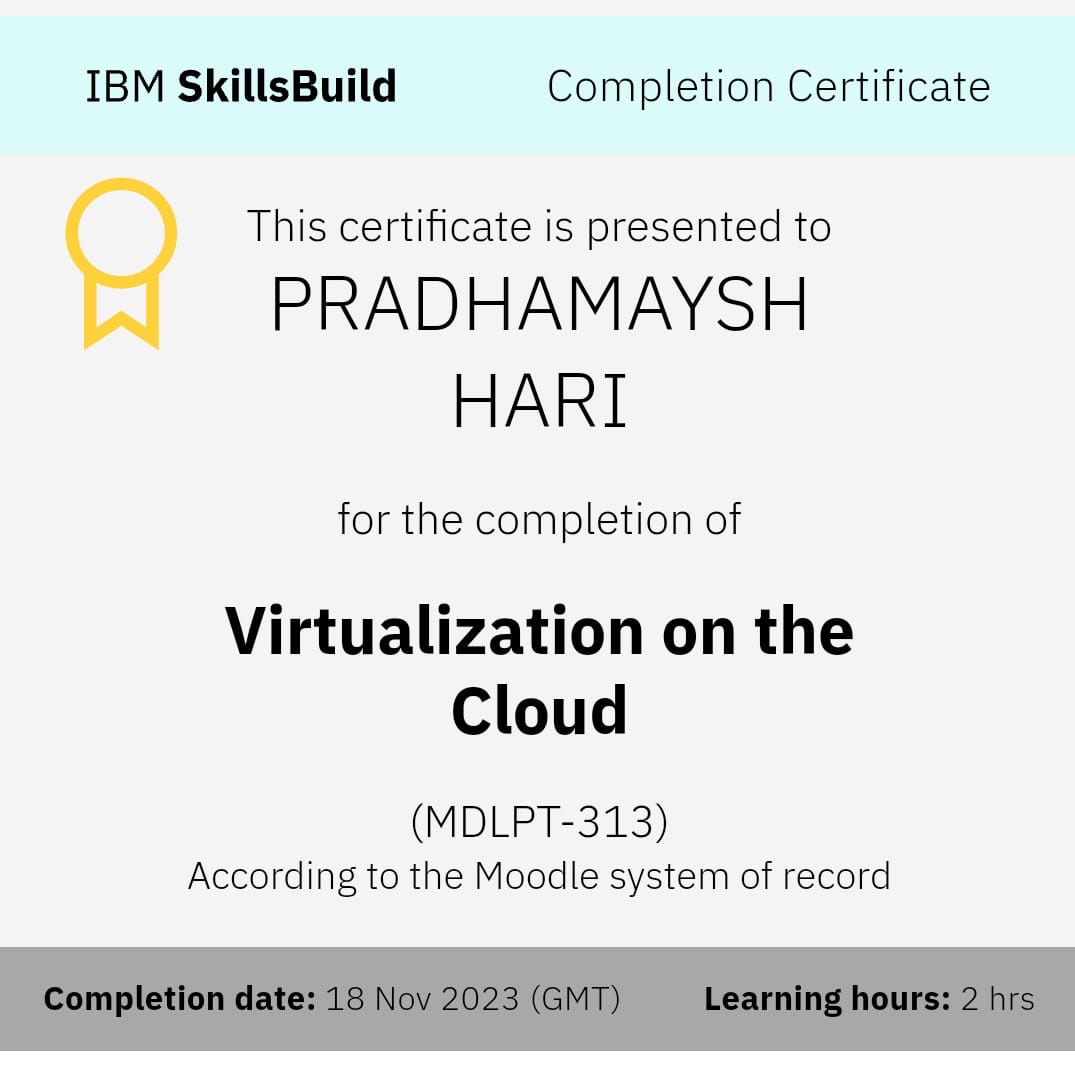 IBM SkillsBuild
Completion Certificate
This certificate is presented to
PRADHAMAYSH
HARI
for the completion of
Virtualization on the
Cloud
(MDLPT-313)
According to the Moodle system of record
Completion date: 18 Nov 2023 (GMT)
Learning hours: 2 hrs